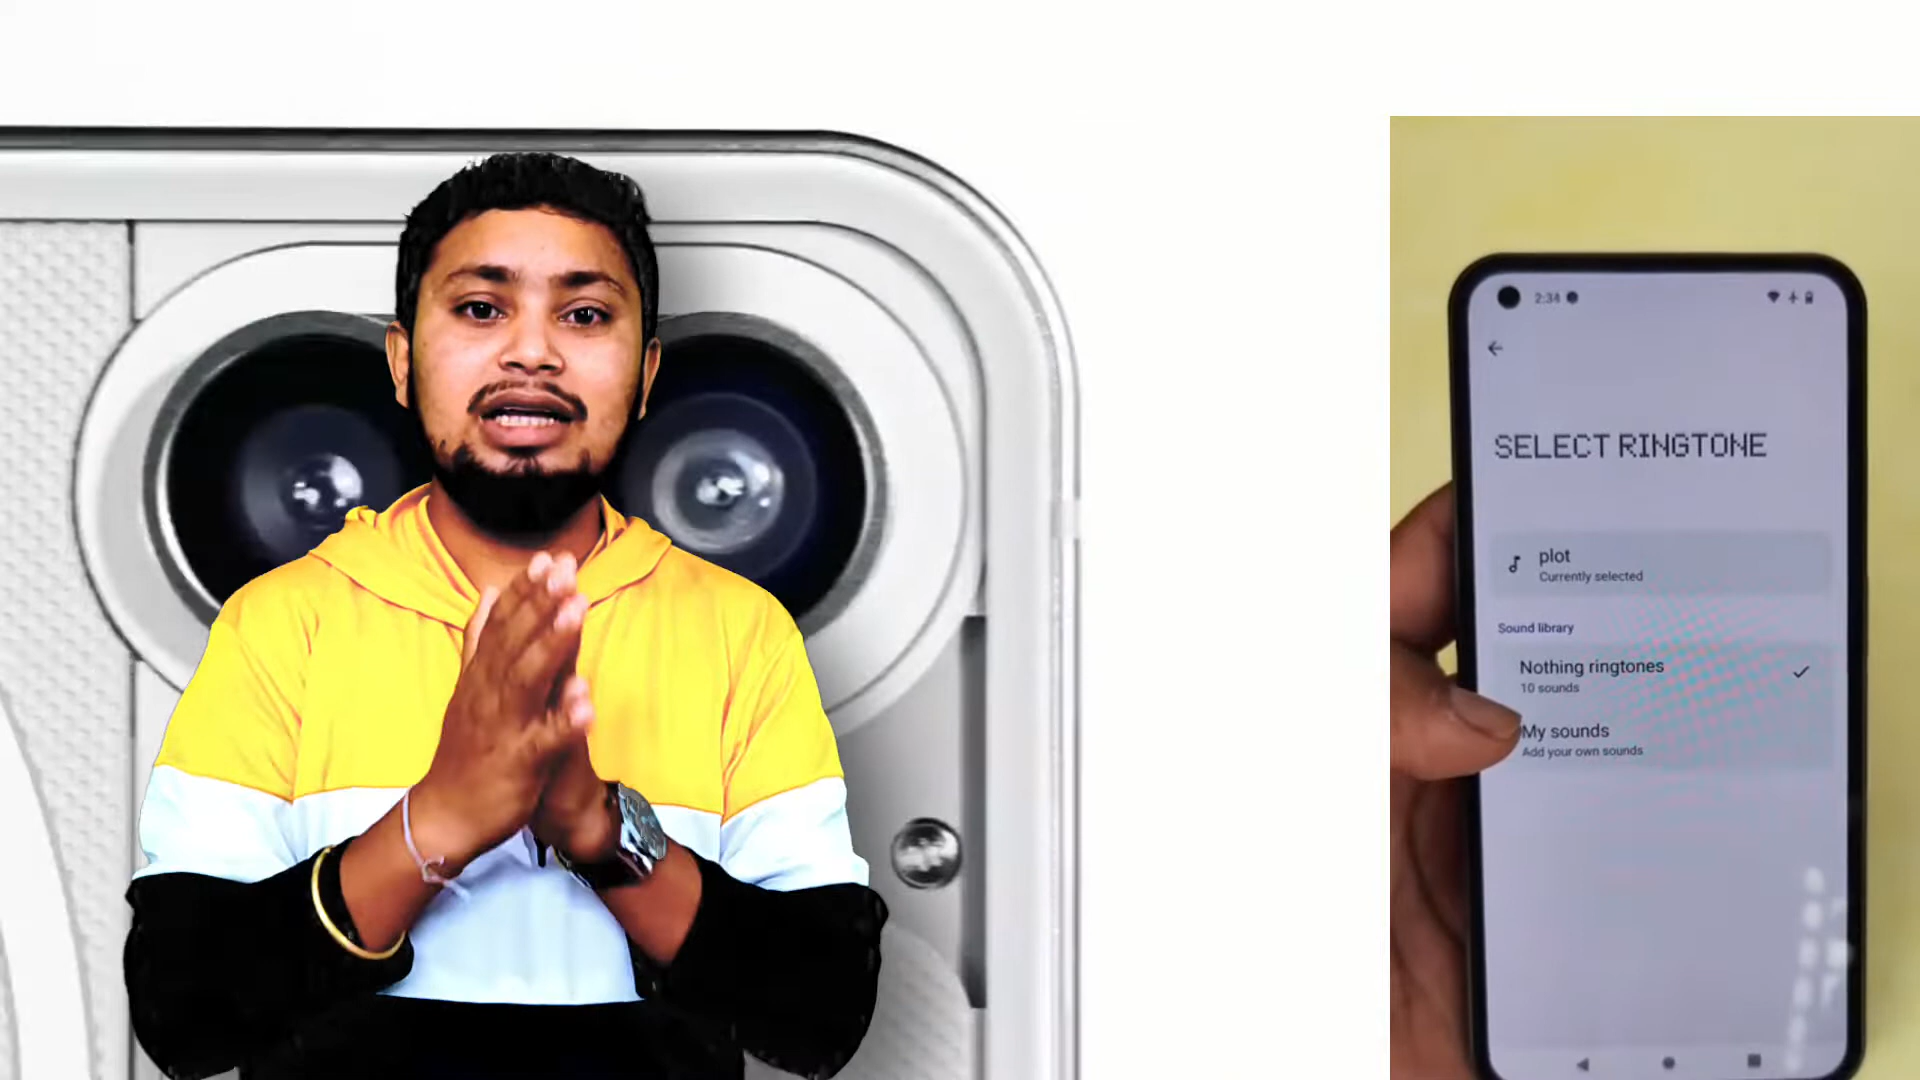 2:34
SELECT RINGTONE
plot
Currently selected
Sound library
Nothing ringtones
10 sounds
My sounds
Add your own sounds